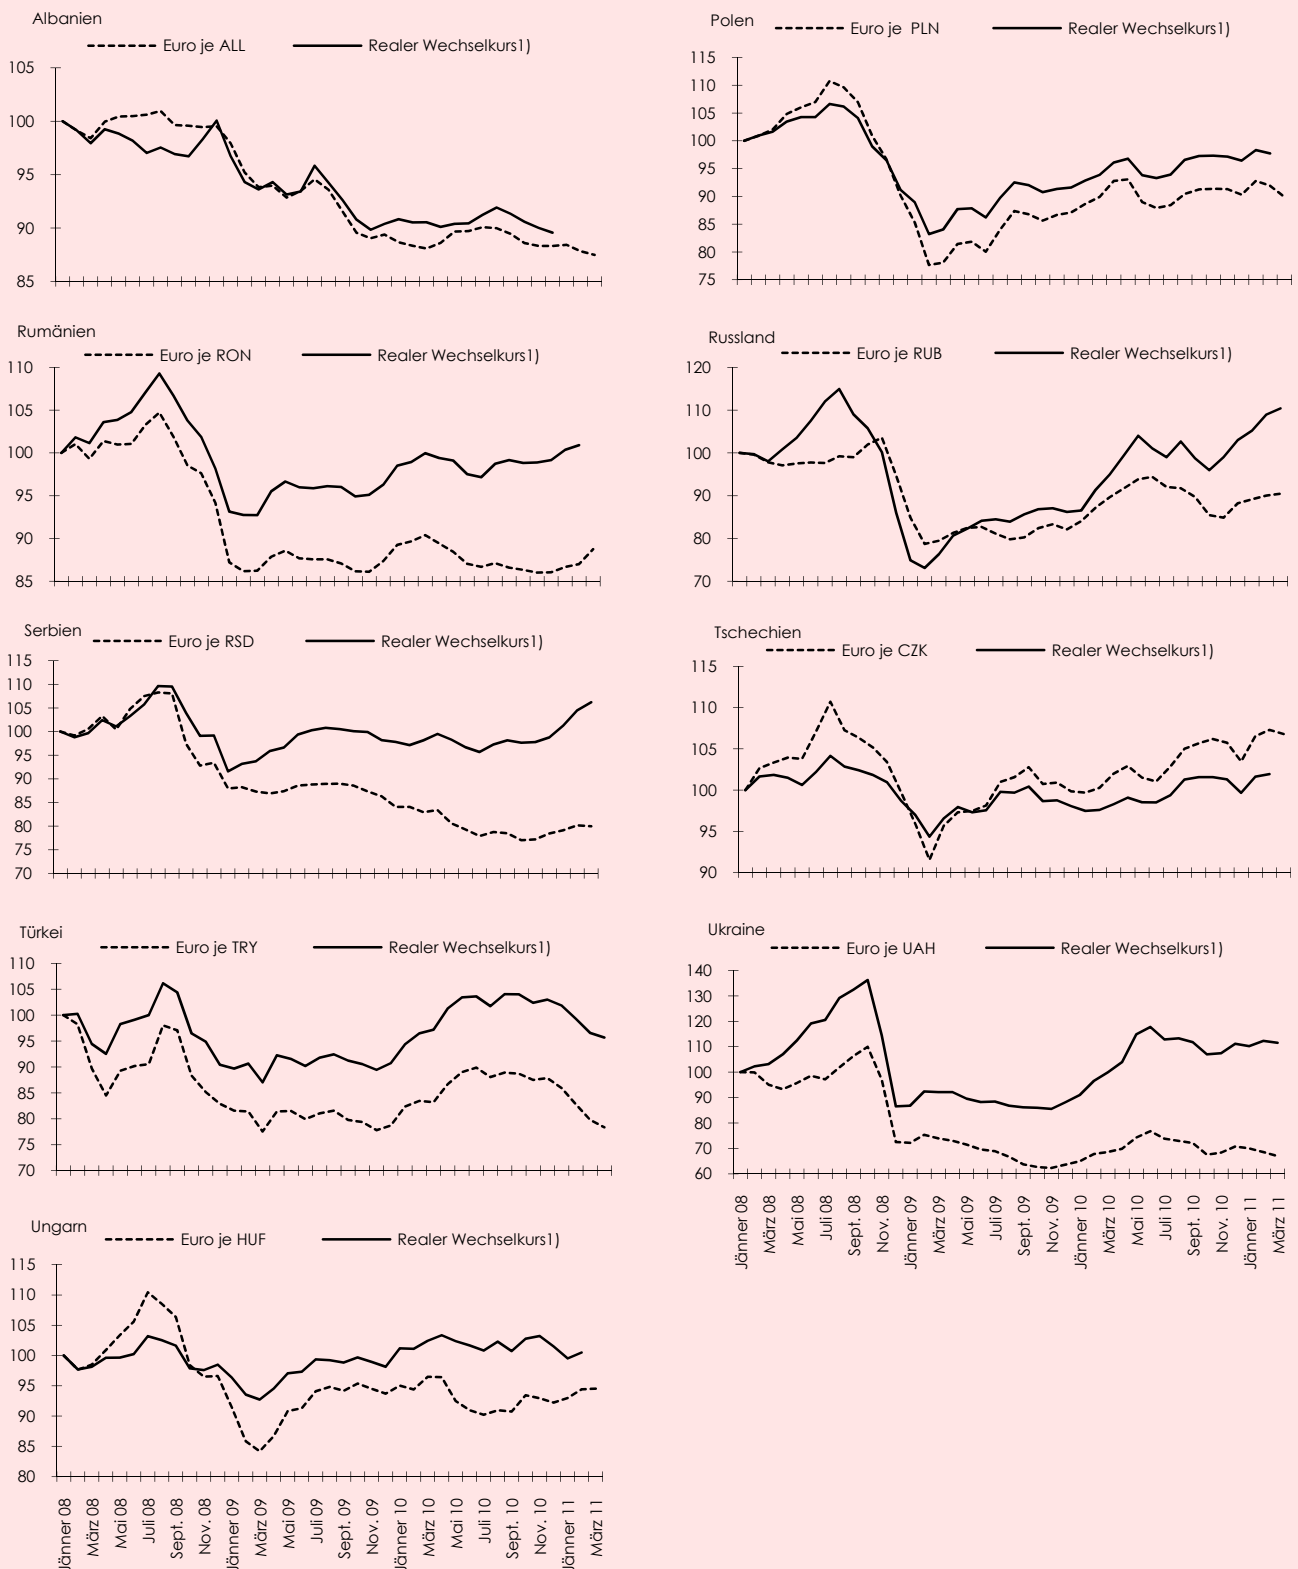 Albanien
Euro je ALL Realer Wechselkurs1)
105
100
95
90
85
Polen
Euro je PLN Realer Wechselkurs1)
115
110
105
100
95
90
85
80
75
Rumänien
Euro je RON Realer Wechselkurs1)
110
105
100
95
90
85
Russland
Euro je RUB Realer Wechselkurs1)
120
110
100
90
80
70
Serbien
Euro je RSD Realer Wechselkurs1)
115
110
105
100
95
90
85
80
75
70
Tschechien
Euro je CZK Realer Wechselkurs1)
115
110
105
100
95
90
Türkei
Euro je TRY Realer Wechselkurs1)
110
105
100
95
90
85
80
75
70
Ukraine
Euro je UAH Realer Wechselkurs1)
140
130
120
110
100
90
80
70
60
Jänner 08
März 08
Mai 08
Juli 08
Sept. 08
Nov. 08
Jänner 09
März 09
Mai 09
Juli 09
Sept. 09
Nov. 09
Jänner 10
März 10
Mai 10
Juli 10
Sept. 10
Nov. 10
Jänner 11
März 11
Ungarn
Euro je HUF Realer Wechselkurs1)
115
110
105
100
95
90
85
80
Jänner 08
März 08
Mai 08
Juli 08
Sept. 08
Nov. 08
Jänner 09
März 09
Mai 09
Juli 09
Sept. 09
Nov. 09
Jänner 10
März 10
Mai 10
Juli 10
Sept. 10
Nov. 10
Jänner 11
März 11